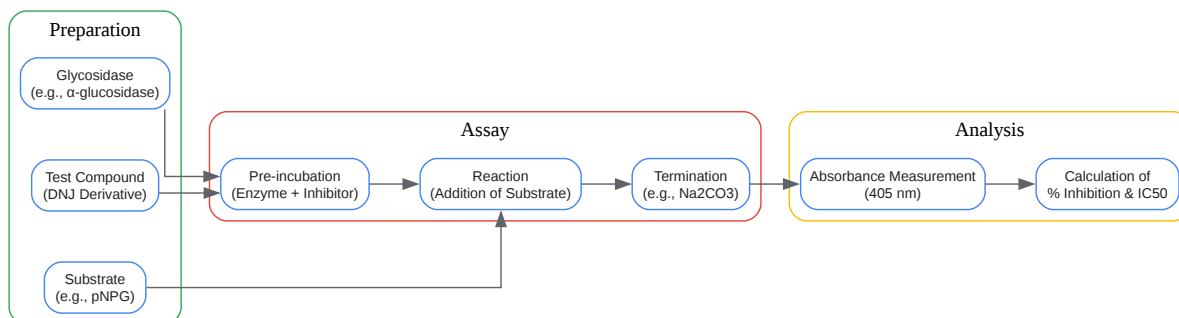 Preparation
Glycosidase
(e.g., α-glucosidase)
Test Compound
(DNJ Derivative)
Substrate
(e.g., pNPG)
Assay
Pre-incubation
(Enzyme + Inhibitor)
Reaction
(Addition of Substrate)
Termination
(e.g., Na2CO3)
Analysis
Absorbance Measurement
(405 nm)
Calculation of
% Inhibition & IC50